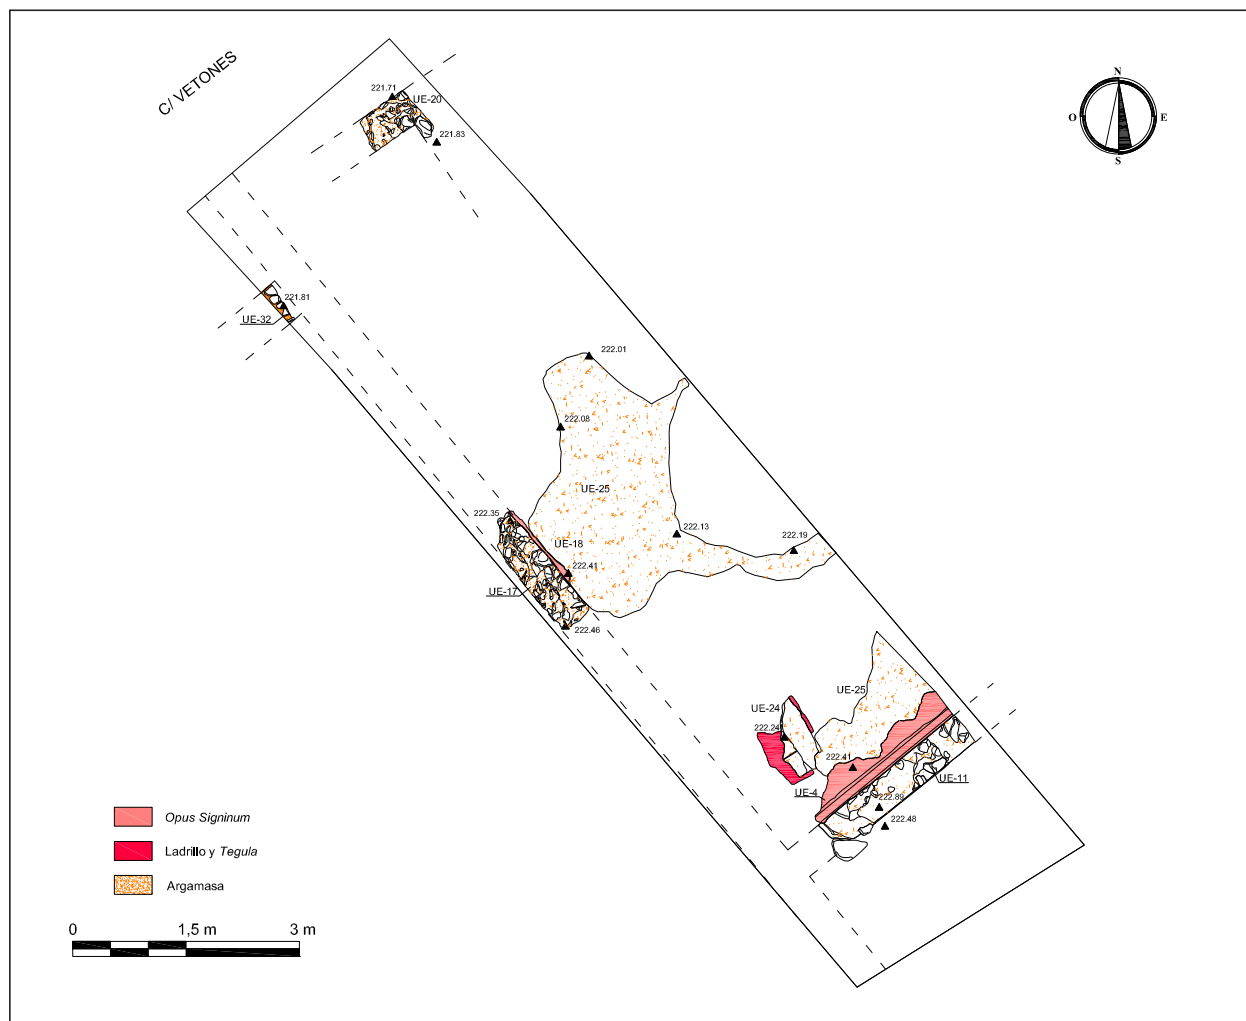 C/ VETONES
221.71
UE-20
221.83
N
O
E
S
221.81
UE-32
222.01
222.08
UE-25
222.35
222.13
222.19
UE-18
222.41
UE-17
222.46
UE-25
UE-24
222.24
222.41
UE-4
UE-11
222.89
222.48
Opus Signinum
Ladrillo y Tegula
Argamasa
0 1,5 m 3 m